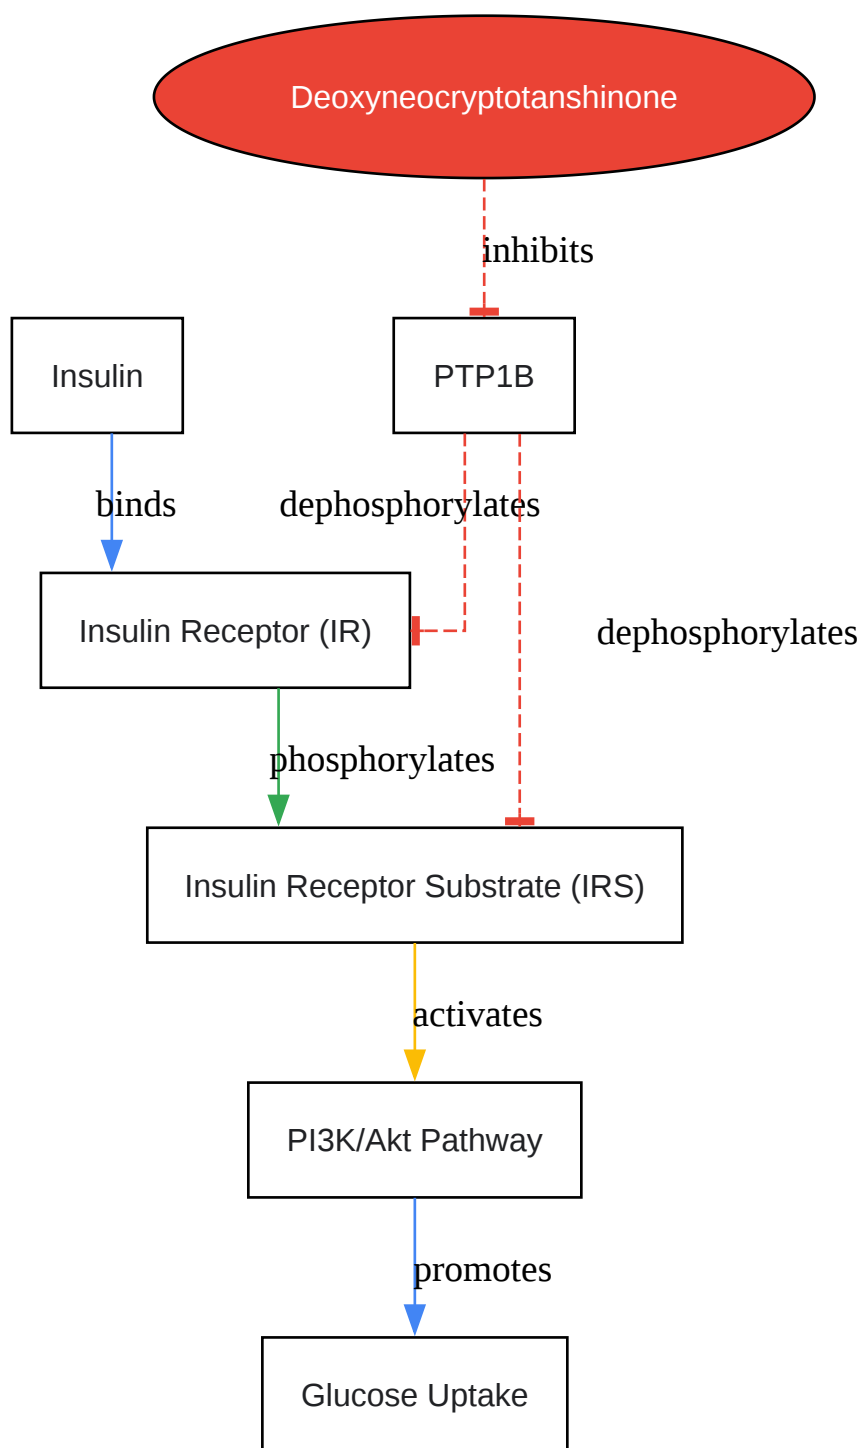 Deoxyneocryptotanshinone
inhibits
Insulin
PTP1B
binds
dephosphorylates
Insulin Receptor (IR)
dephosphorylates
phosphorylates
Insulin Receptor Substrate (IRS)
activates
PI3K/Akt Pathway
promotes
Glucose Uptake